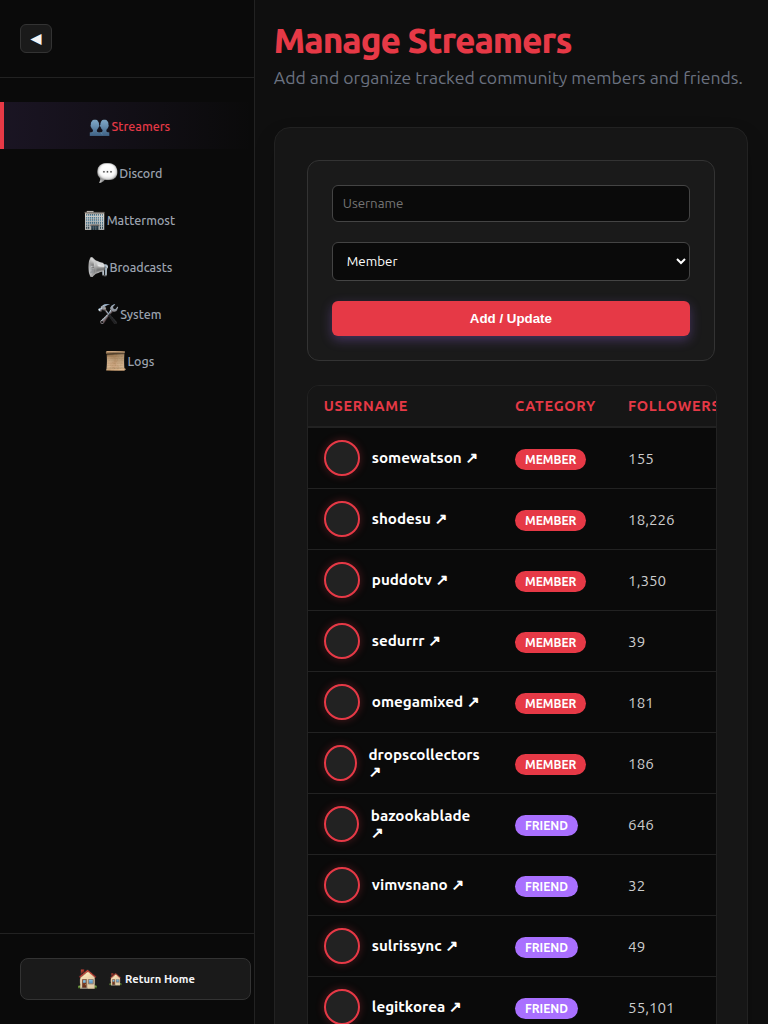 Manage Streamers
Add and organize tracked community members and friends.
Streamers
Discord
Mattermost
Broadcasts
System
Logs
Return Home
Username
Member
Add / Update
USERNAME CATEGORY FOLLOWERS
somewatson ↗ MEMBER 155
shodesu ↗ MEMBER 18,226
puddotv ↗ MEMBER 1,350
sedurrr ↗ MEMBER 39
omegamixed ↗ MEMBER 181
dropscollectors ↗ MEMBER 186
bazookablade ↗ FRIEND 646
vimvsnano ↗ FRIEND 32
sulrissync ↗ FRIEND 49
legitkorea ↗ FRIEND 55,101